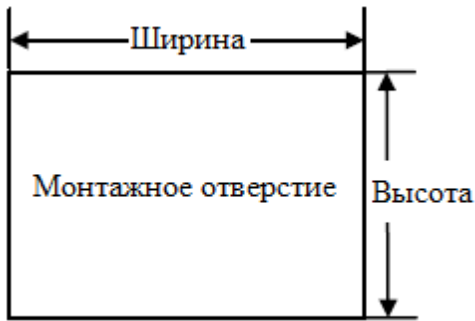 Ширина
Монтажное отверстие
Высота